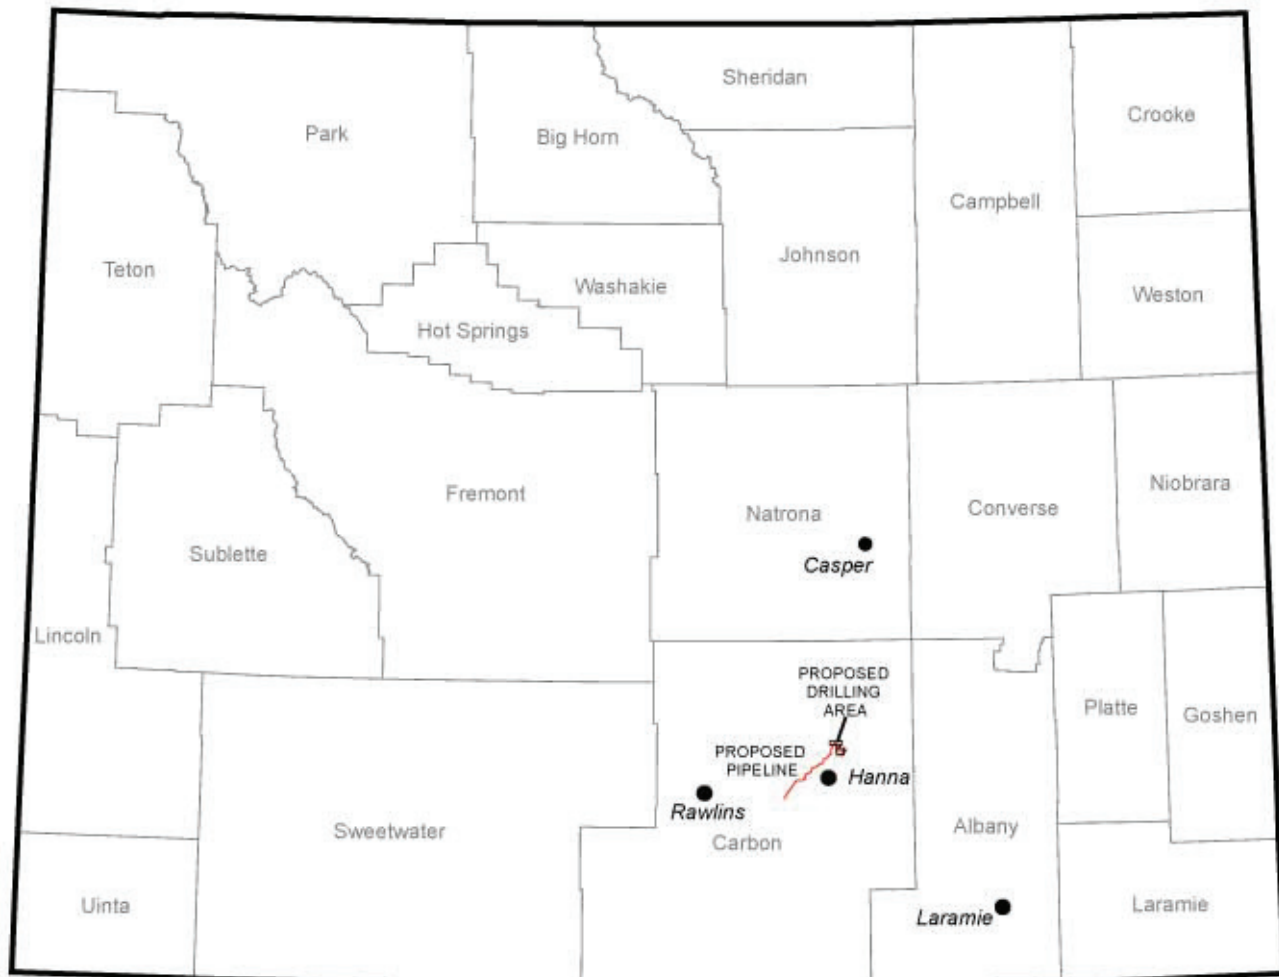 Sheridan
Crooke
Park
Big Horn
Campbell
Johnson
Teton
Washakie
Weston
Hot Springs
Fremont
Niobrara
Natrona
Converse
Sublette
Casper
Lincoln
PROPOSED
DRILLING
AREA
Platte
Goshen
PROPOSED
PIPELINE
Hanna
Rawlins
Sweetwater
Albany
Carbon
Uinta
Laramie
Laramie